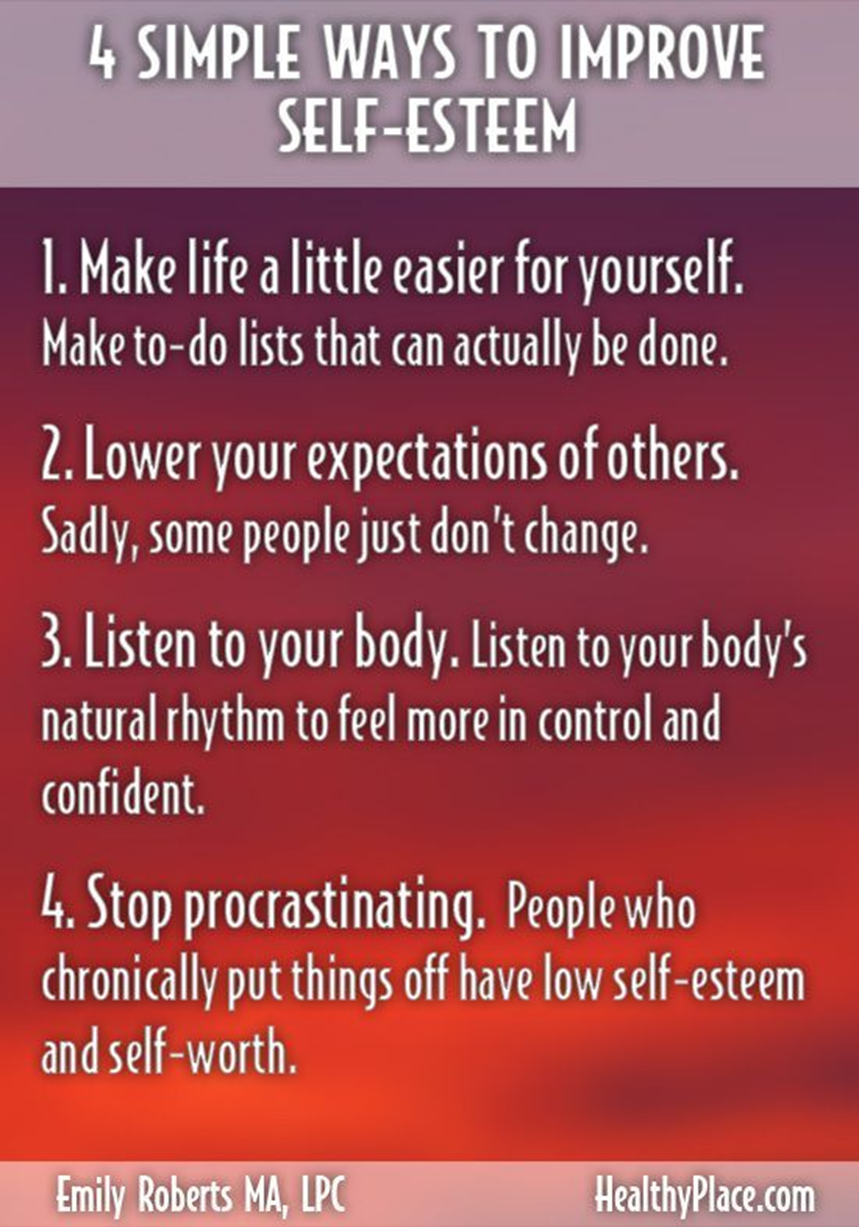 4 SIMPLE WAYS TO IMPROVE
SELF-ESTEEM
1. Make life a little easier for yourself.
Make to-do lists that can actually be done.
2. Lower your expectations of others.
Sadly, some people just don't change.
3. Listen to your body. Listen to your body's
natural rhythm to feel more in control and
confident.
4. Stop procrastinating. People who
chronically put things off have low self-esteem
and self-worth.
Emily Roberts MA, LPC
HealthyPlace.com